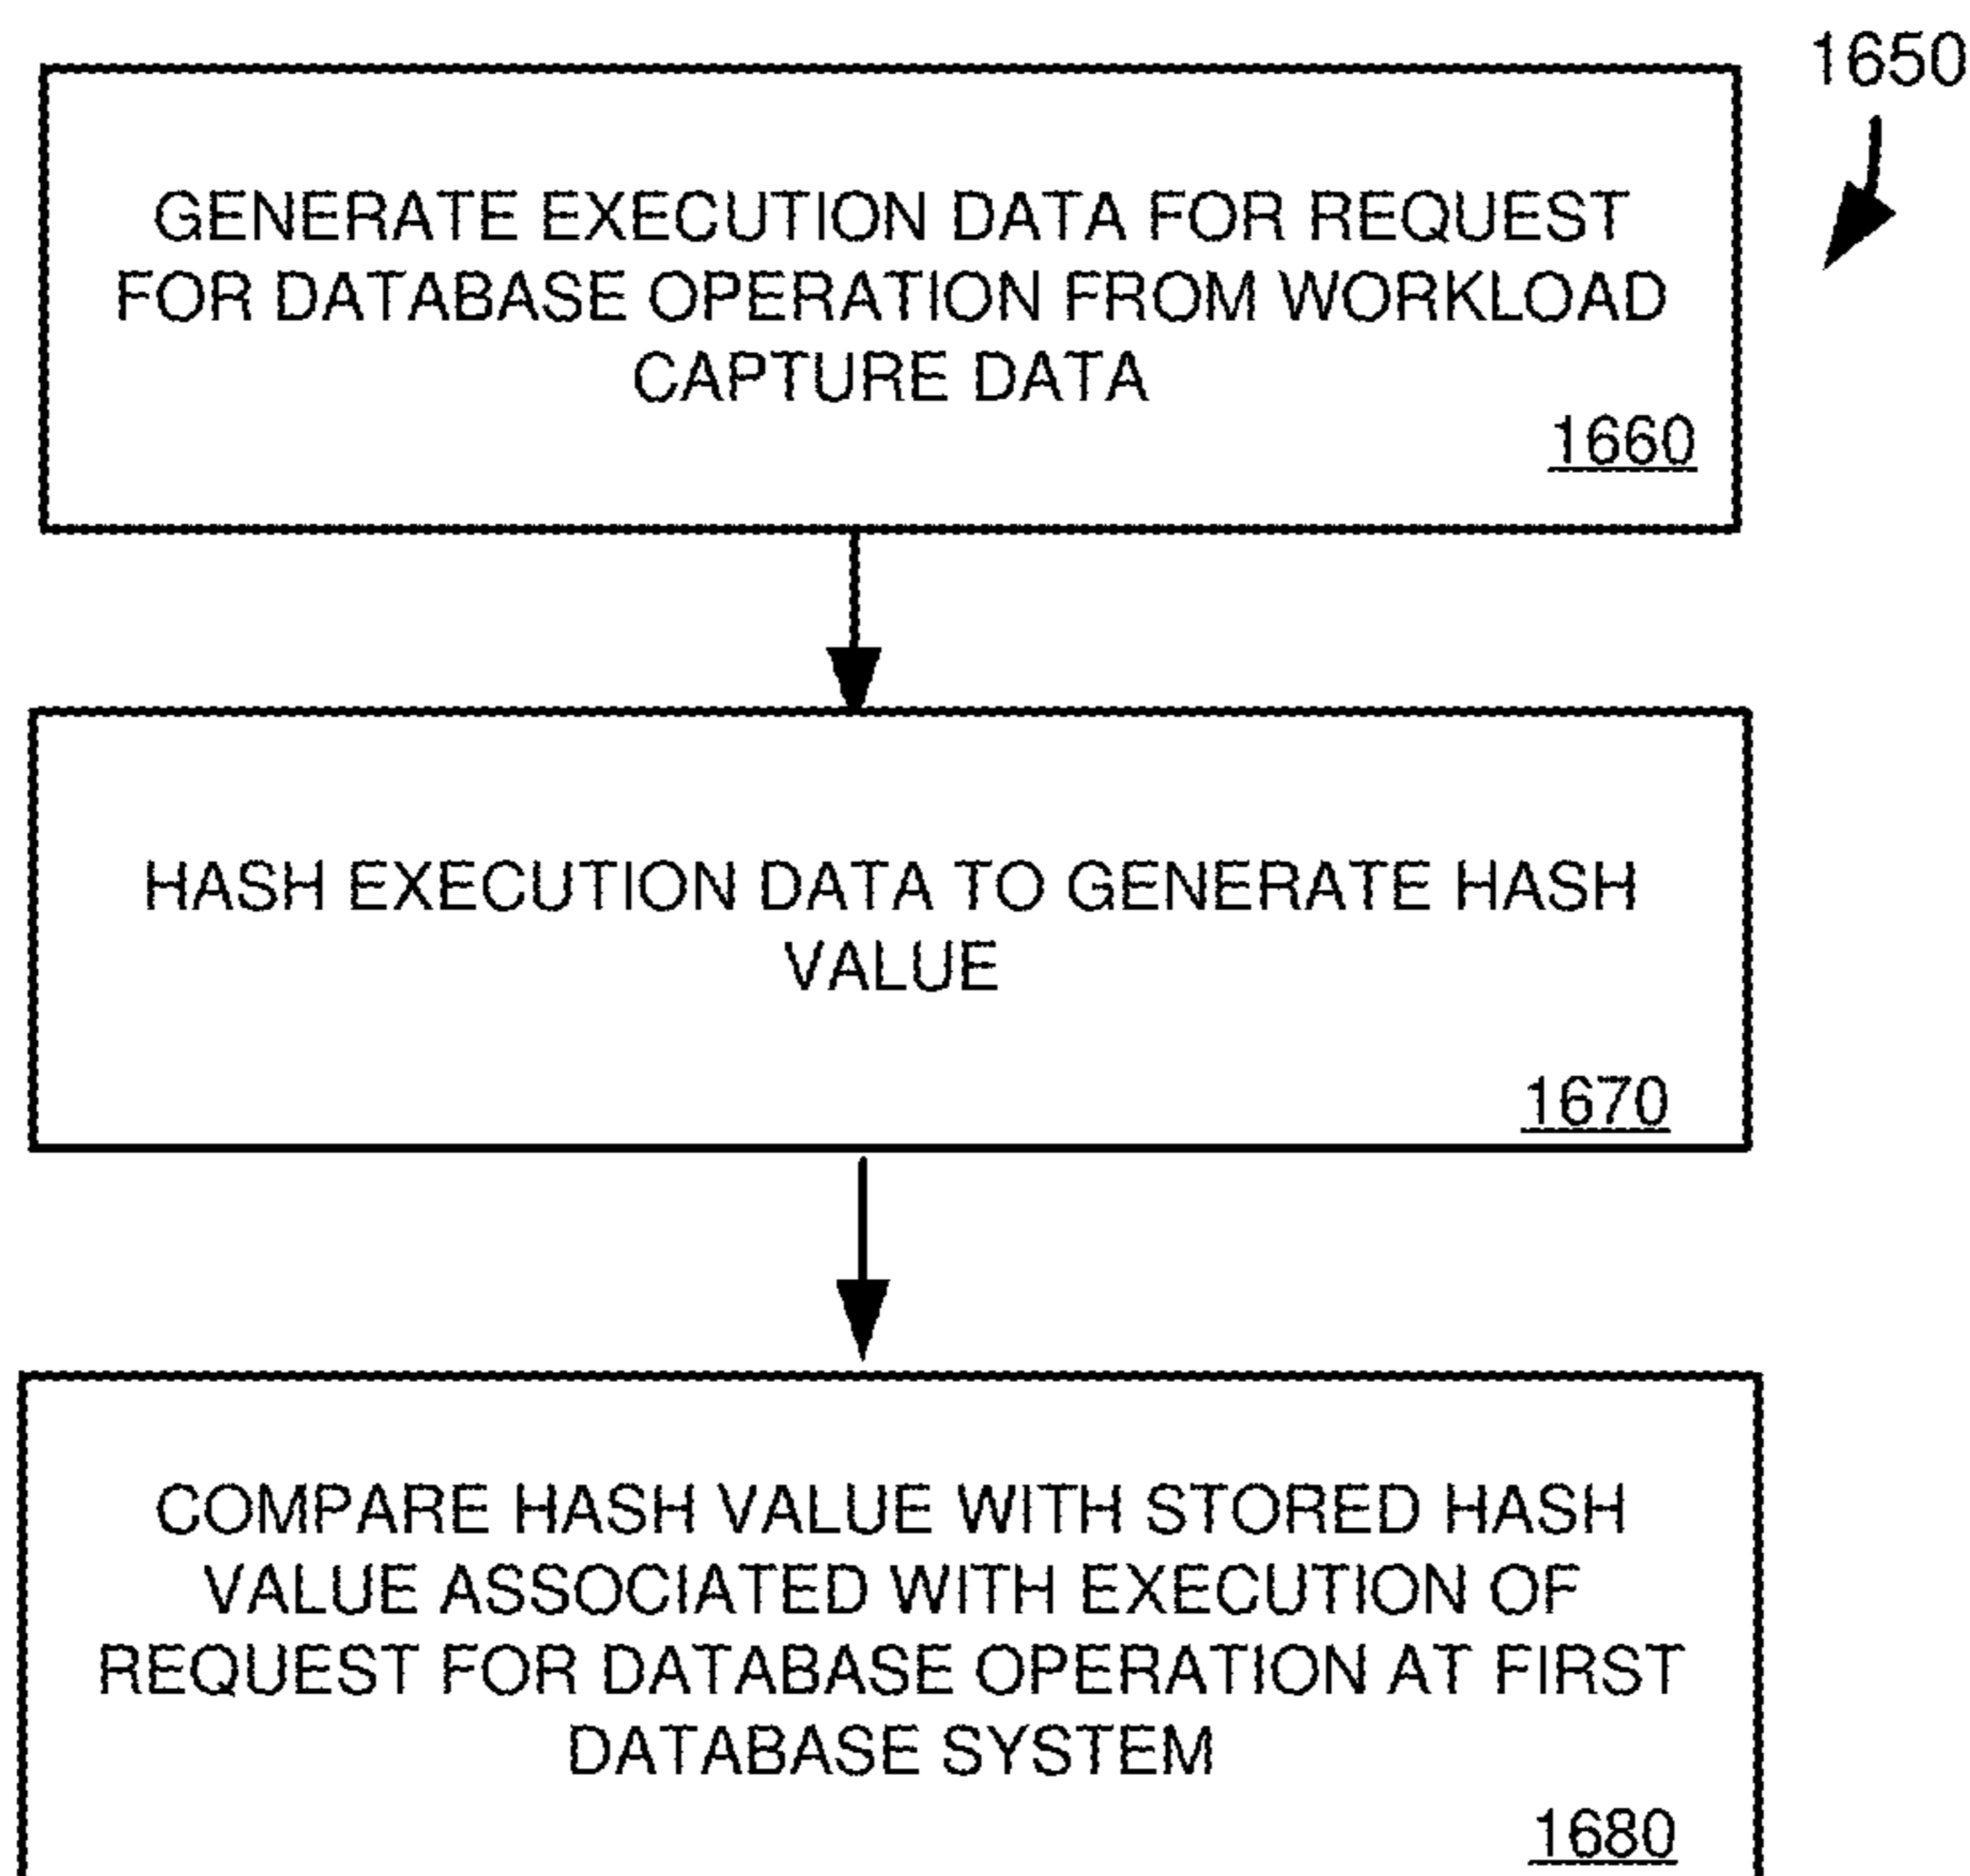 1650
GENERATE EXECUTION DATA FOR REQUEST
FOR DATABASE OPERATION FROM WORKLOAD
CAPTURE DATA
1660
HASH EXECUTION DATA TO GENERATE HASH
VALUE
1670
COMPARE HASH VALUE WITH STORED HASH
VALUE ASSOCIATED WITH EXECUTION OF
REQUEST FOR DATABASE OPERATION AT FIRST
DATABASE SYSTEM
1680